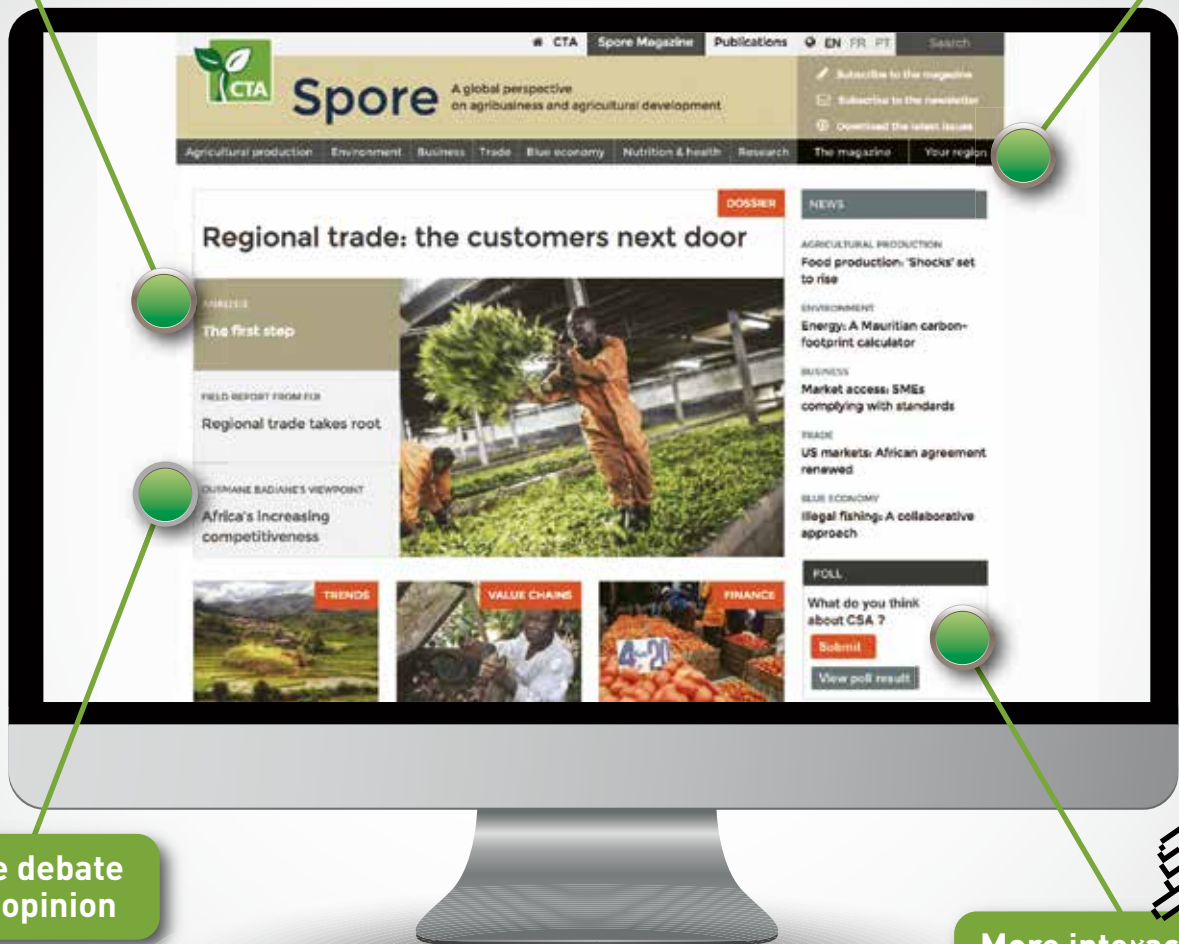 CTA Spore Magazine Publications EN FR PT Search
CTA
Spore
A global perspective
on agribusiness and agricultural development
Subscribe to the magazine
Subscribe to the newsletter
Download the latest issues
Agricultural production Environment Business Trade Blue economy Nutrition & health Research The magazine Your region
DOSSIER
Regional trade: the customers next door
ANALYSIS
The first step
FIELD REPORT FROM FIJI
Regional trade takes root
OUSMANE BADIANE'S VIEWPOINT
Africa's increasing
competitiveness
NEWS
AGRICULTURAL PRODUCTION
Food production: 'Shocks' set
to rise
ENVIRONMENT
Energy: A Mauritian carbon-
footprint calculator
BUSINESS
Market access: SMEs
complying with standards
TRADE
US markets: African agreement
renewed
BLUE ECONOMY
Illegal fishing: A collaborative
approach
POLL
What do you think
about CSA ?
Submit
View poll result
TRENDS
VALUE CHAINS
FINANCE
4-20
debate
opinion
More